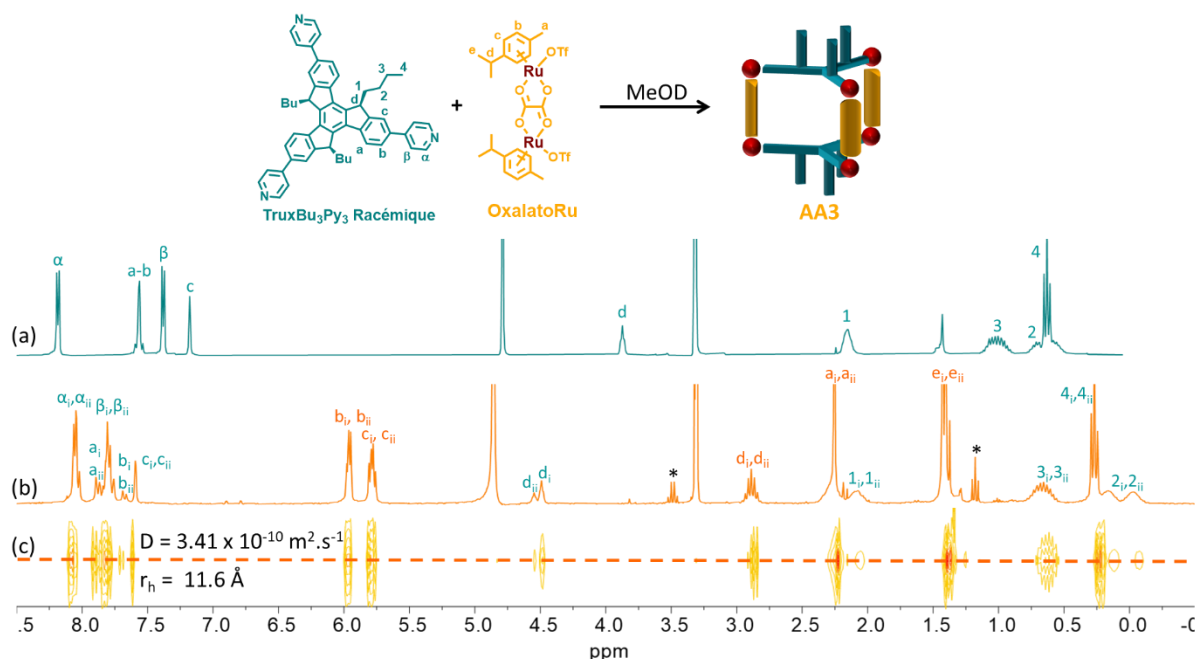 N
N
N
Bu
Bu
1
2
3
4
d
c
a
b
β
α
TruxBu₃Py₃ Racémique
+
a
b
c
d
e
OTf
Ru
O
O
O
O
Ru
OTf
OxalatoRu
MeOD
AA3
α
a-b
β
c
d
1
3
2
4
(a)
αᵢ,αᵢᵢ
βᵢ,βᵢᵢ
aᵢ
aᵢᵢ
bᵢ
bᵢᵢ
cᵢ,cᵢᵢ
bᵢ, bᵢᵢ
cᵢ, cᵢᵢ
dᵢᵢ
dᵢ
*
dᵢ,dᵢᵢ
aᵢ,aᵢᵢ
1ᵢ,1ᵢᵢ
eᵢ,eᵢᵢ
*
3ᵢ,3ᵢᵢ
4ᵢ,4ᵢᵢ
2ᵢ,2ᵢᵢ
(b)
(c)
D = 3.41 x 10⁻¹⁰ m².s⁻¹
rₕ = 11.6 Å
.5 8.0 7.5 7.0 6.5 6.0 5.5 5.0 4.5 4.0 3.5 3.0 2.5 2.0 1.5 1.0 0.5 0.0 -0
ppm